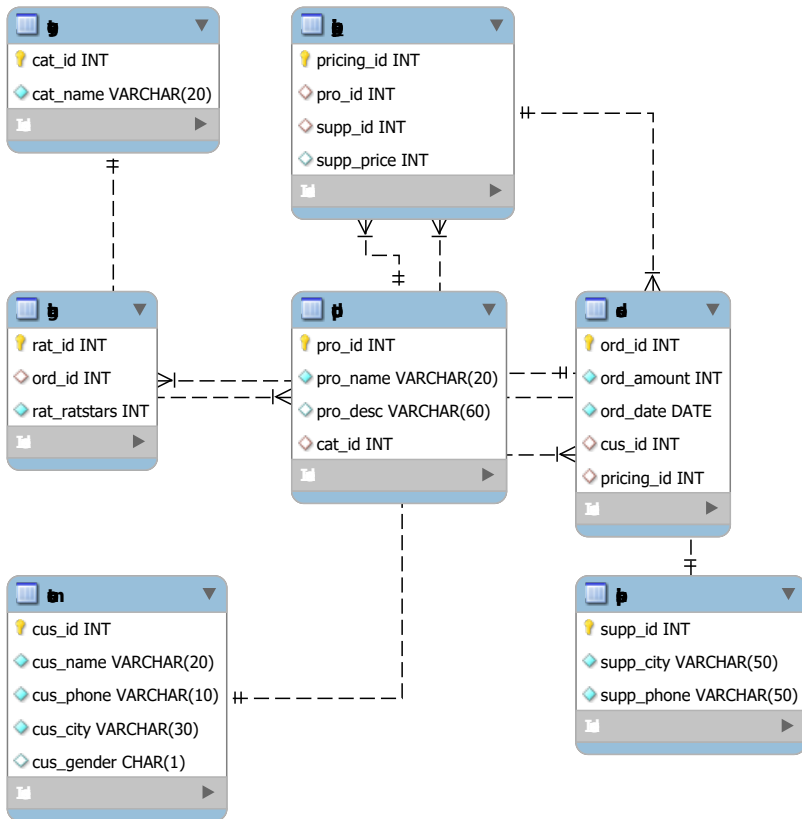 cat_id INT
cat_name VARCHAR(20)
pricing_id INT
pro_id INT
supp_id INT
supp_price INT
rat_id INT
ord_id INT
rat_ratstars INT
pro_id INT
pro_name VARCHAR(20)
pro_desc VARCHAR(60)
cat_id INT
ord_id INT
ord_amount INT
ord_date DATE
cus_id INT
pricing_id INT
cus_id INT
cus_name VARCHAR(20)
cus_phone VARCHAR(10)
cus_city VARCHAR(30)
cus_gender CHAR(1)
supp_id INT
supp_city VARCHAR(50)
supp_phone VARCHAR(50)